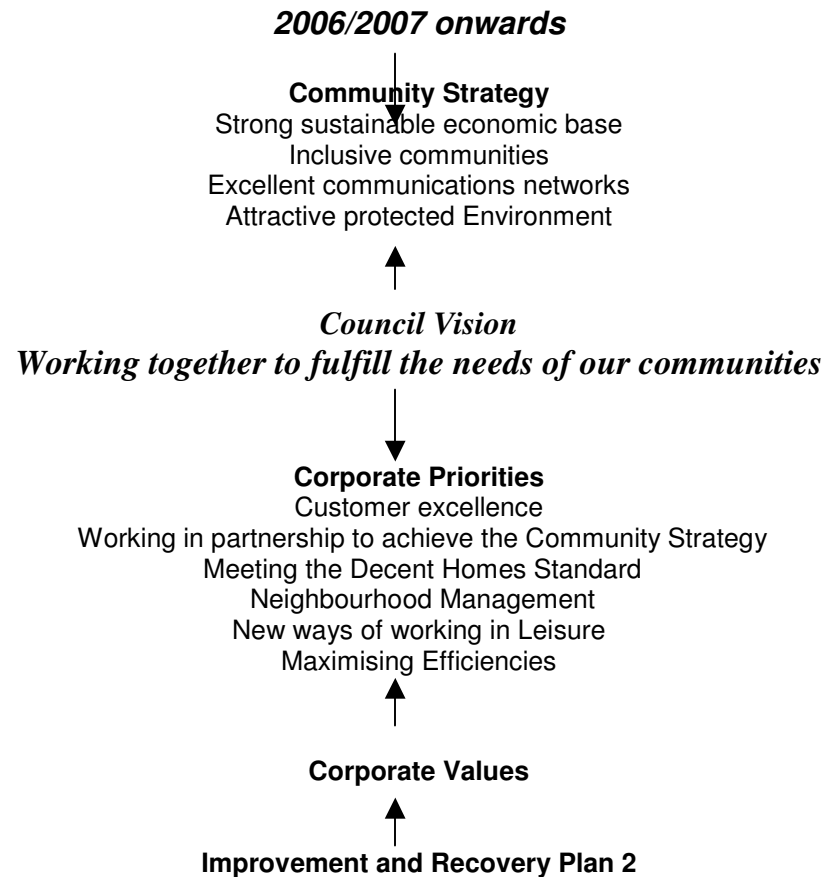 2006/2007 onwards
Community Strategy
Strong sustainable economic base
Inclusive communities
Excellent communications networks
Attractive protected Environment
Council Vision
Working together to fulfill the needs of our communities
Corporate Priorities
Customer excellence
Working in partnership to achieve the Community Strategy
Meeting the Decent Homes Standard
Neighbourhood Management
New ways of working in Leisure
Maximising Efficiencies
Corporate Values
Improvement and Recovery Plan 2